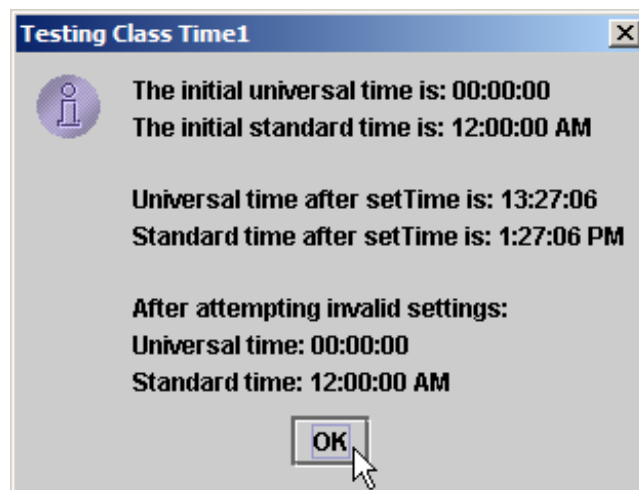 Testing Class Time1
The initial universal time is: 00:00:00
The initial standard time is: 12:00:00 AM
Universal time after setTime is: 13:27:06
Standard time after setTime is: 1:27:06 PM
After attempting invalid settings:
Universal time: 00:00:00
Standard time: 12:00:00 AM
OK